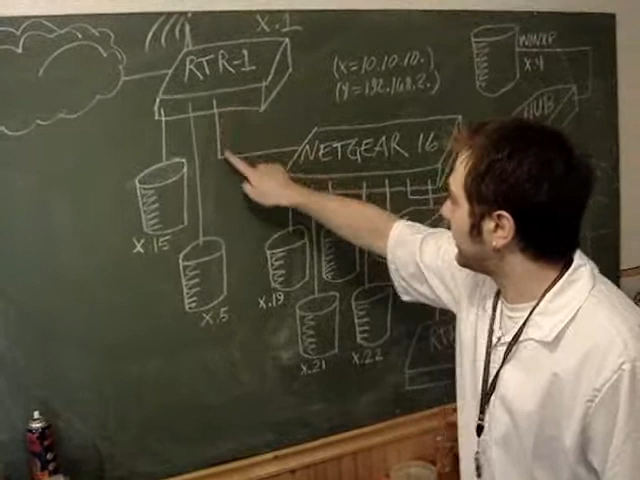 X.1
RTR-1
(X=10.10.10.)
(Y=192.168.2.)
WINXP
X.4
HUB
NETGEAR 16
X.15
X.5
X.19
X.21
X.22